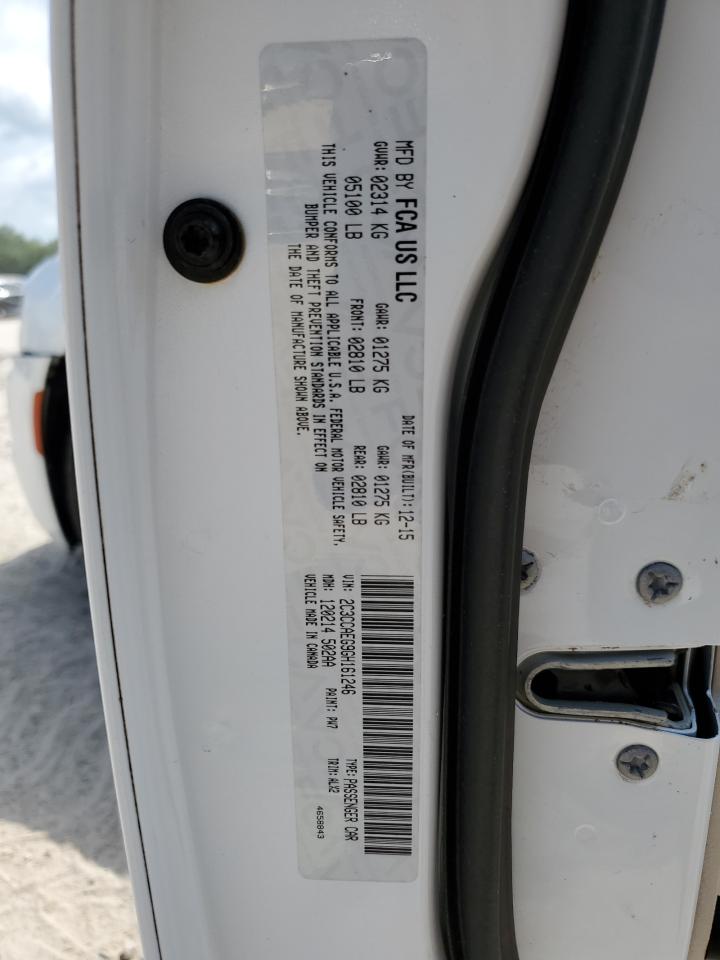 MFD BY FCA US LLC
DATE OF MFR(BUILT): 12-15
GVWR: 02314 KG
GAWR: 01275 KG
GAWR: 01275 KG
05100 LB
FRONT: 02810 LB
REAR: 02810 LB
THIS VEHICLE CONFORMS TO ALL APPLICABLE U.S.A. FEDERAL MOTOR VEHICLE SAFETY,
BUMPER AND THEFT PREVENTION STANDARDS IN EFFECT ON
THE DATE OF MANUFACTURE SHOWN ABOVE.
VIN: 2C3CCAEG9GH161246
TYPE: PASSENGER CAR
MDH: 120214 502AA
PAINT: PW7
TRIM: ALX2
VEHICLE MADE IN CANADA
4658843